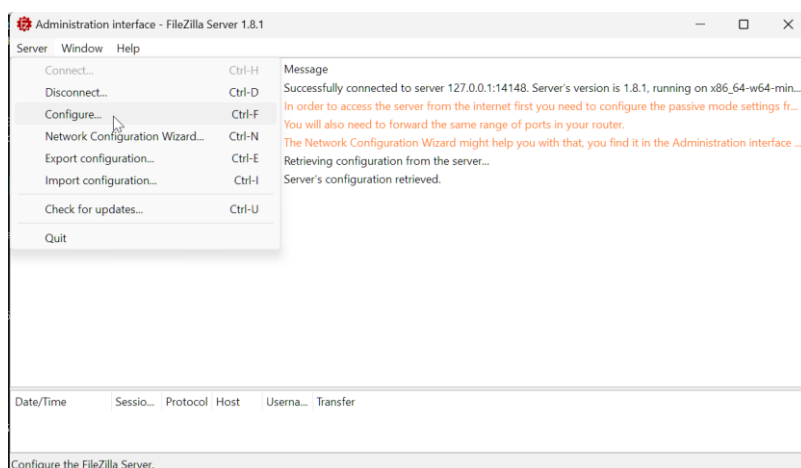 Administration interface - FileZilla Server 1.8.1
Server Window Help
Connect... Ctrl-H
Disconnect... Ctrl-D
Configure... Ctrl-F
Network Configuration Wizard... Ctrl-N
Export configuration... Ctrl-E
Import configuration... Ctrl-I
Check for updates... Ctrl-U
Quit
Message
Successfully connected to server 127.0.0.1:14148. Server's version is 1.8.1, running on x86_64-w64-min...
In order to access the server from the internet first you need to configure the passive mode settings fr...
You will also need to forward the same range of ports in your router.
The Network Configuration Wizard might help you with that, you find it in the Administration interface ...
Retrieving configuration from the server...
Server's configuration retrieved.
Date/Time Sessio... Protocol Host Userna... Transfer
Configure the FileZilla Server.